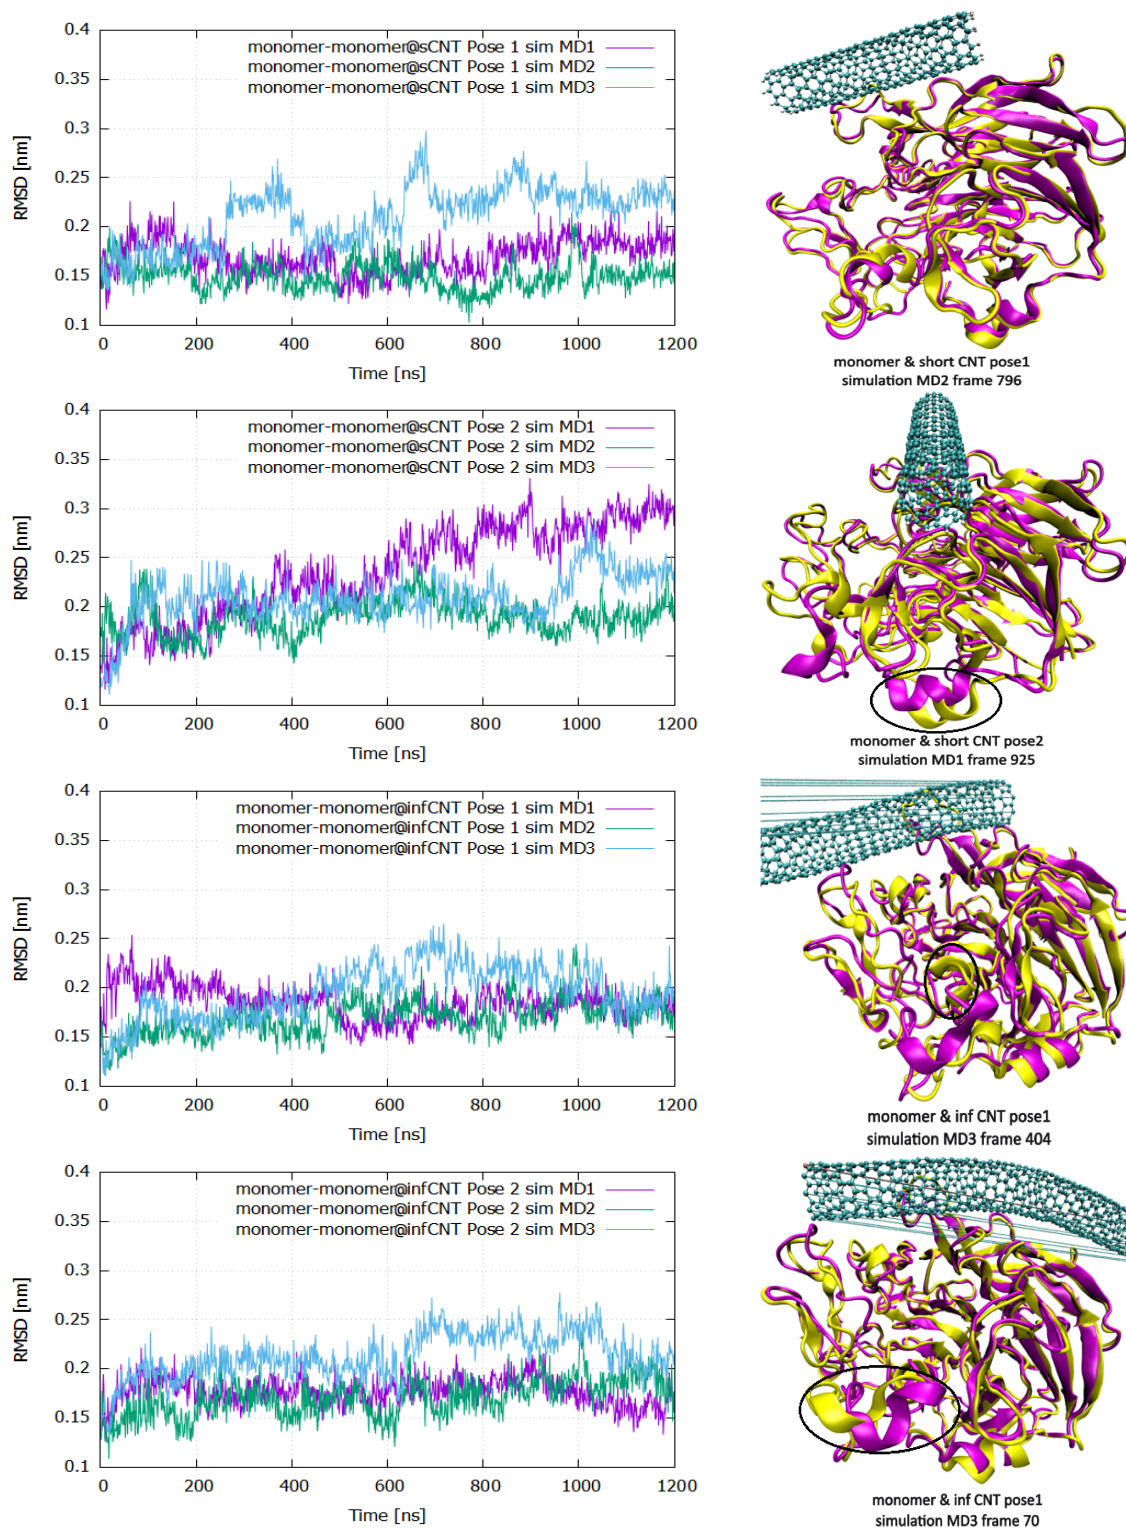 monomer-monomer@sCNT Pose 1 sim MD1
monomer-monomer@sCNT Pose 1 sim MD2
monomer-monomer@sCNT Pose 1 sim MD3
0.4
0.35
0.3
0.25
0.2
0.15
0.1
RMSD [nm]
0 200 400 600 800 1000 1200
Time [ns]
monomer & short CNT pose1
simulation MD2 frame 796
monomer-monomer@sCNT Pose 2 sim MD1
monomer-monomer@sCNT Pose 2 sim MD2
monomer-monomer@sCNT Pose 2 sim MD3
0.4
0.35
0.3
0.25
0.2
0.15
0.1
RMSD [nm]
0 200 400 600 800 1000 1200
Time [ns]
monomer & short CNT pose2
simulation MD1 frame 925
monomer-monomer@infCNT Pose 1 sim MD1
monomer-monomer@infCNT Pose 1 sim MD2
monomer-monomer@infCNT Pose 1 sim MD3
0.4
0.35
0.3
0.25
0.2
0.15
0.1
RMSD [nm]
0 200 400 600 800 1000 1200
Time [ns]
monomer & inf CNT pose1
simulation MD3 frame 404
monomer-monomer@infCNT Pose 2 sim MD1
monomer-monomer@infCNT Pose 2 sim MD2
monomer-monomer@infCNT Pose 2 sim MD3
0.4
0.35
0.3
0.25
0.2
0.15
0.1
RMSD [nm]
0 200 400 600 800 1000 1200
Time [ns]
monomer & inf CNT pose1
simulation MD3 frame 70